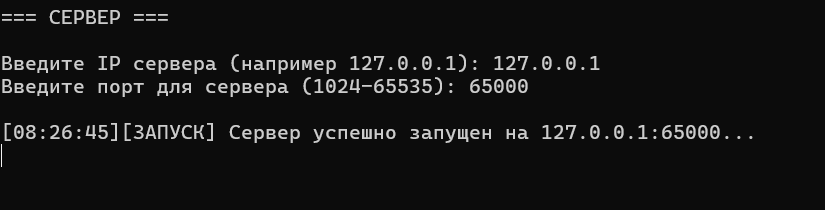 === СЕРВЕР ===
Введите IP сервера (например 127.0.0.1): 127.0.0.1
Введите порт для сервера (1024-65535): 65000
[08:26:45][ЗАПУСК] Сервер успешно запущен на 127.0.0.1:65000...